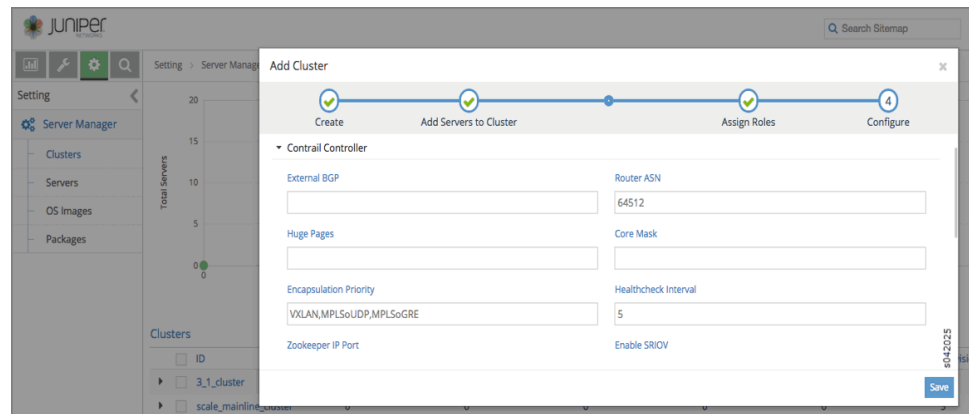 JUNIPER
NETWORKS
Search Sitemap
Setting > Server Manage
Setting
Server Manager
Clusters
Servers
OS Images
Packages
Total Servers
20
15
10
5
0
0
Add Cluster
×
Create
Add Servers to Cluster
Assign Roles
4
Configure
Contrail Controller
External BGP
Router ASN
64512
Huge Pages
Core Mask
Encapsulation Priority
Healthcheck Interval
VXLAN,MPLSoUDP,MPLSoGRE
5
Zookeeper IP Port
Enable SRIOV
Save
s042025
Clusters
ID
3_1_cluster
scale_mainline_cluster